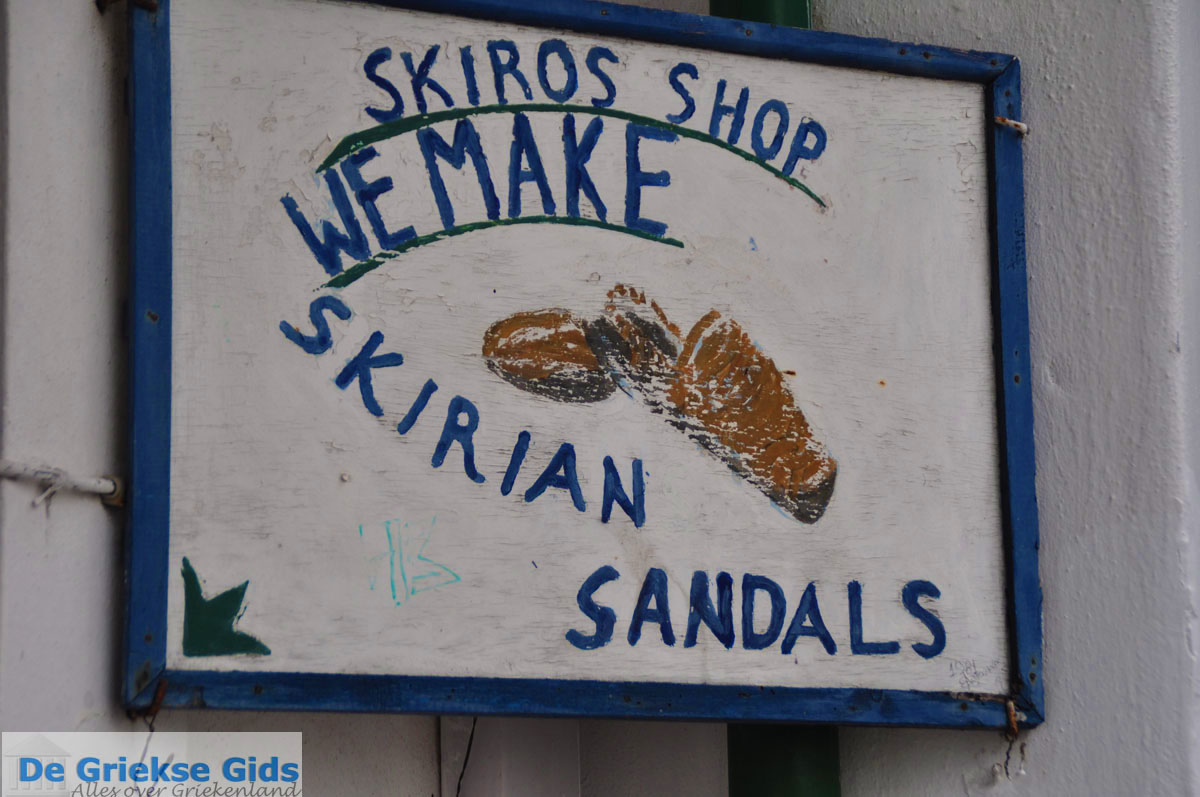 SKIROS SHOP
WE MAKE
SKIRIAN
SANDALS
De Griekse Gids
Alles over Griekenland